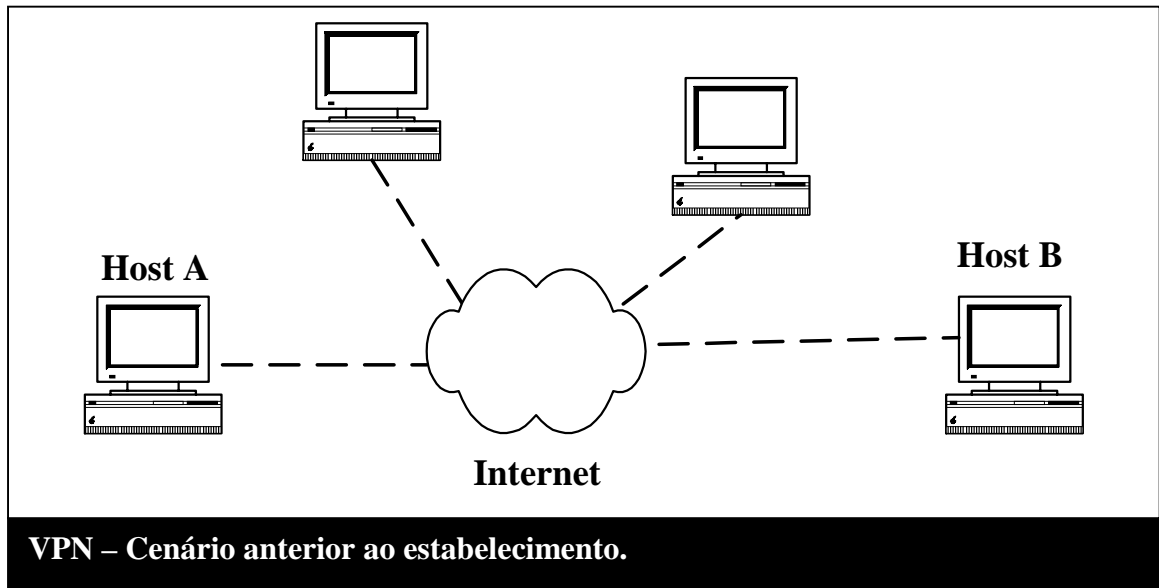 Host A
Host B
Internet
VPN – Cenário anterior ao estabelecimento.